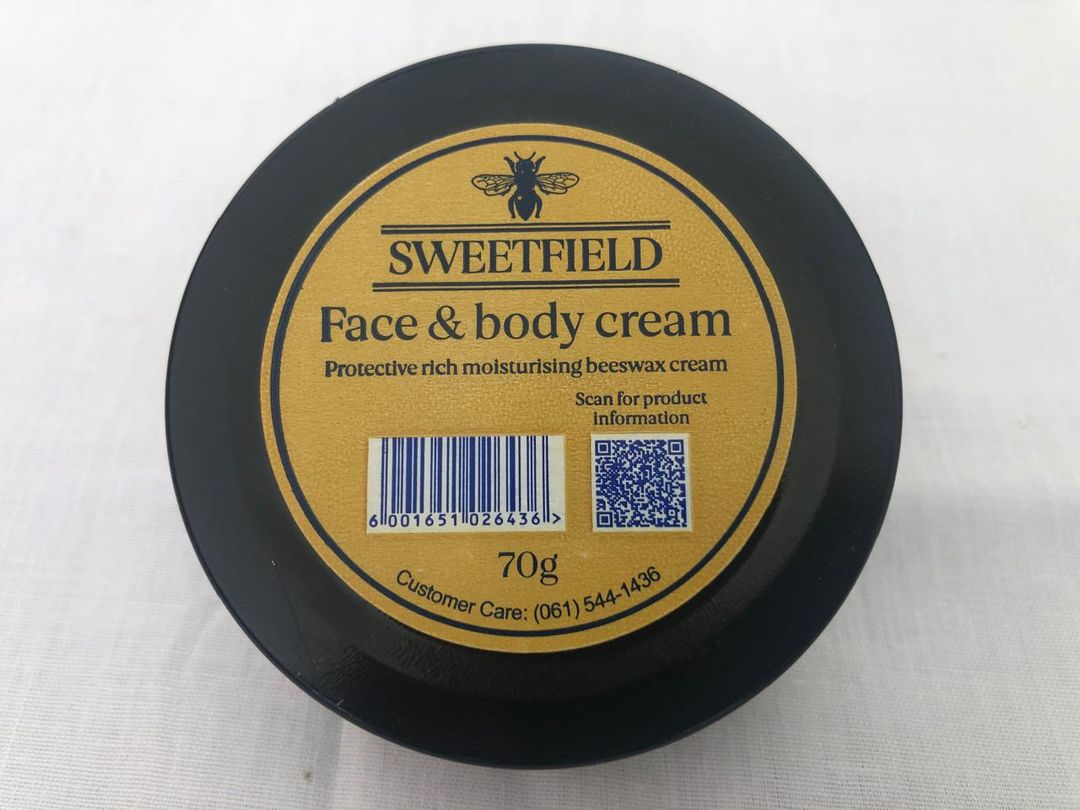 SWEETFIELD
Face & body cream
Protective rich moisturising beeswax cream
Scan for product
information
6 001651 026436 >
70g
Customer Care: (061) 544-1436